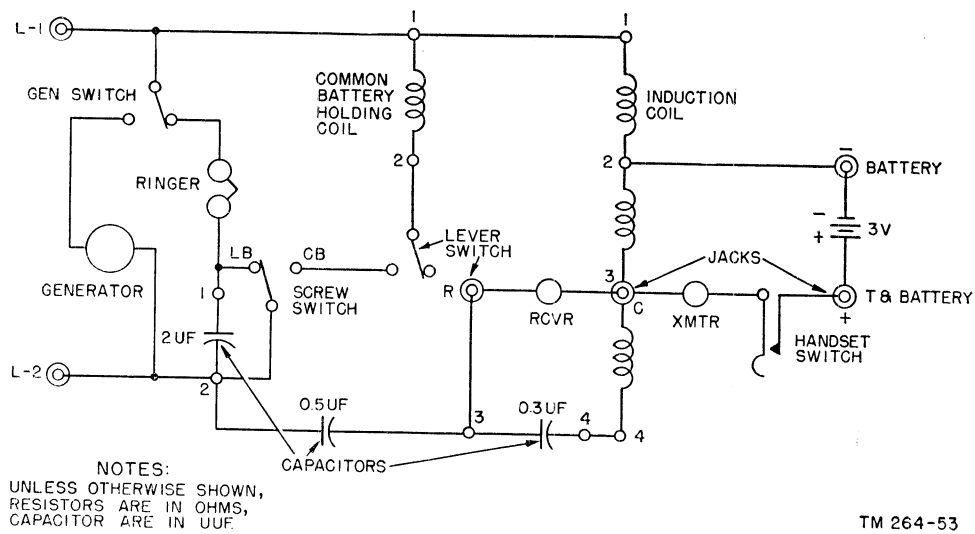 L-1
1
1
GEN SWITCH
COMMON
BATTERY
HOLDING
COIL
INDUCTION
COIL
2
2
-
BATTERY
RINGER
-
+
3V
LEVER
SWITCH
LB
CB
JACKS
GENERATOR
1
SCREW
SWITCH
R
3
C
T & BATTERY
+
RCVR
XMTR
HANDSET
SWITCH
2UF
L-2
2
0.5UF
3
0.3UF
4
4
CAPACITORS
NOTES:
UNLESS OTHERWISE SHOWN,
RESISTORS ARE IN OHMS,
CAPACITOR ARE IN UUF.
TM 264-53